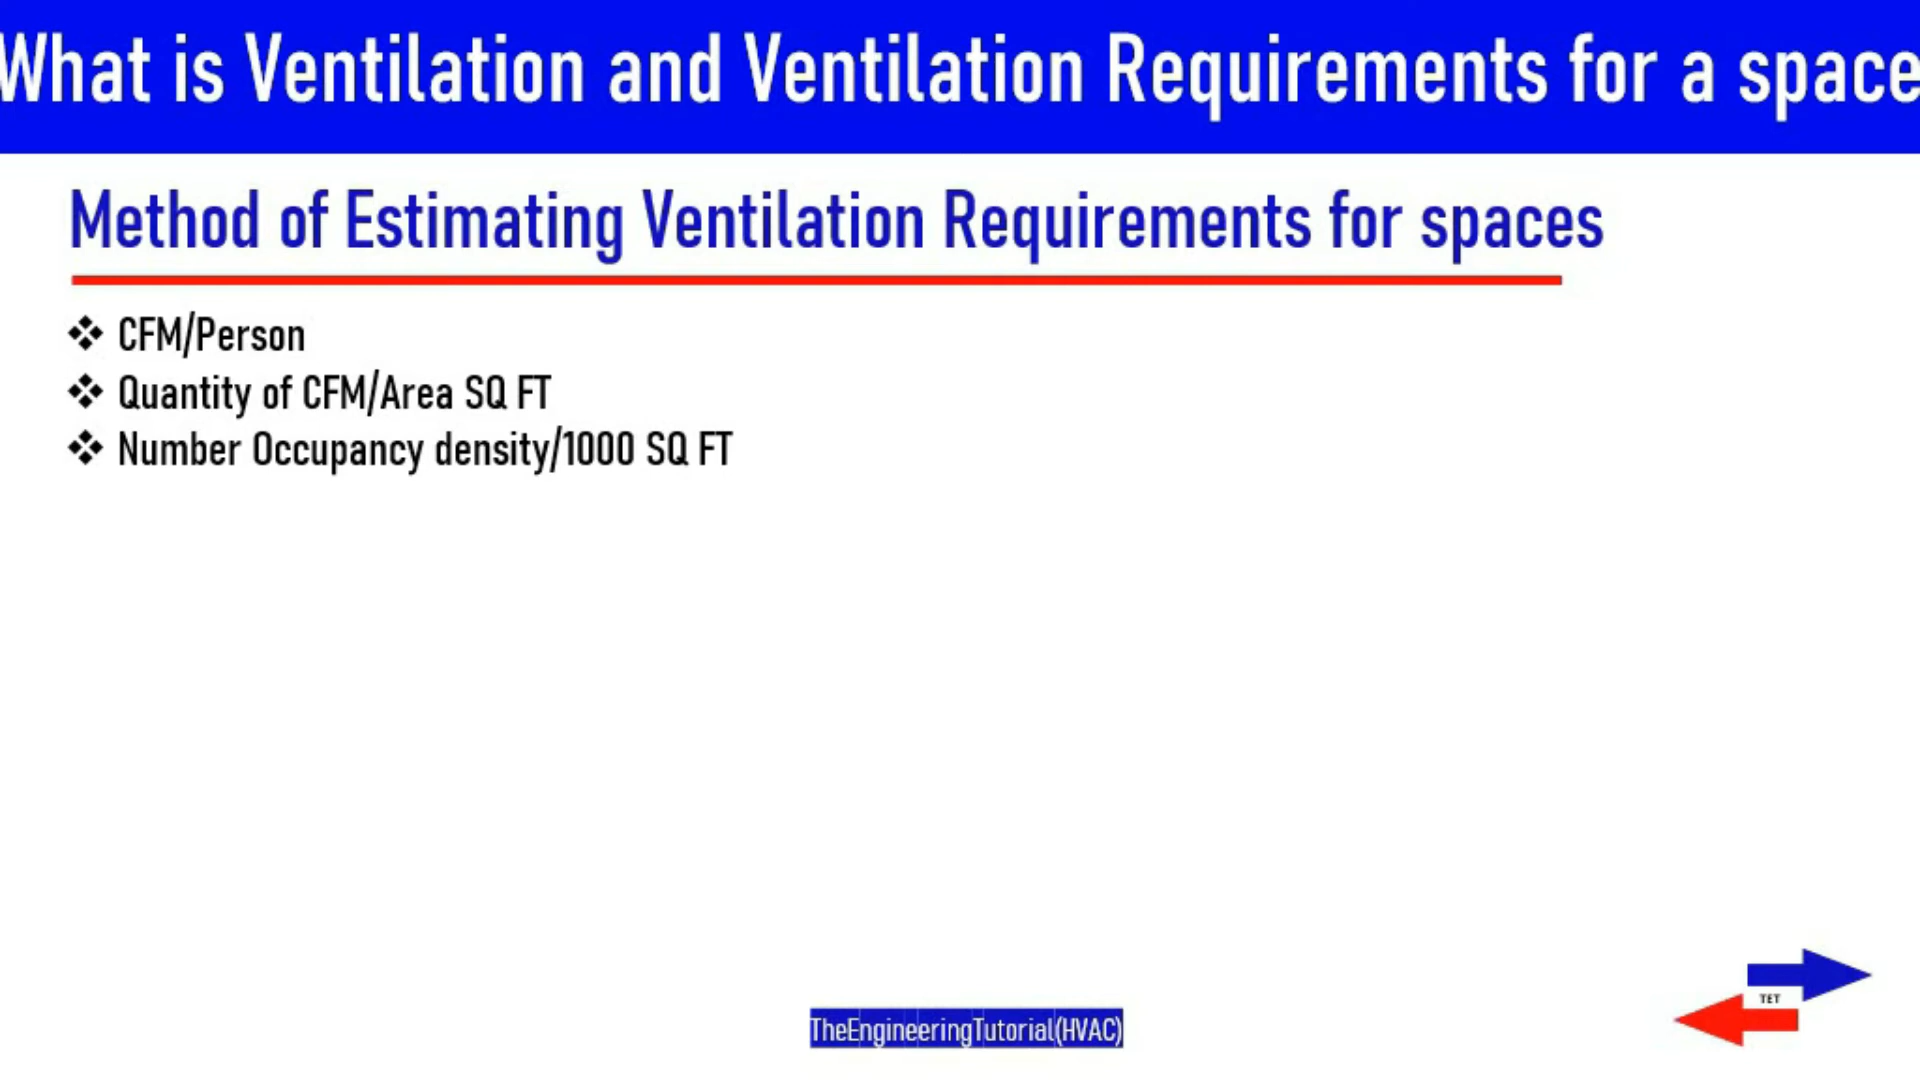 What is Ventilation and Ventilation Requirements for a space
Method of Estimating Ventilation Requirements for spaces
❖ CFM/Person
❖ Quantity of CFM/Area SQ FT
❖ Number Occupancy density/1000 SQ FT
TET
TheEngineeringTutorial(HVAC)